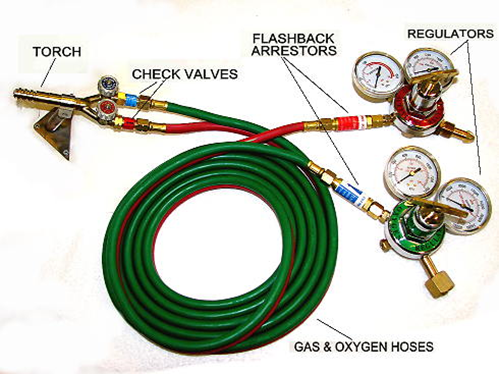 TORCH
CHECK VALVES
FLASHBACK
ARRESTORS
REGULATORS
GAS & OXYGEN HOSES